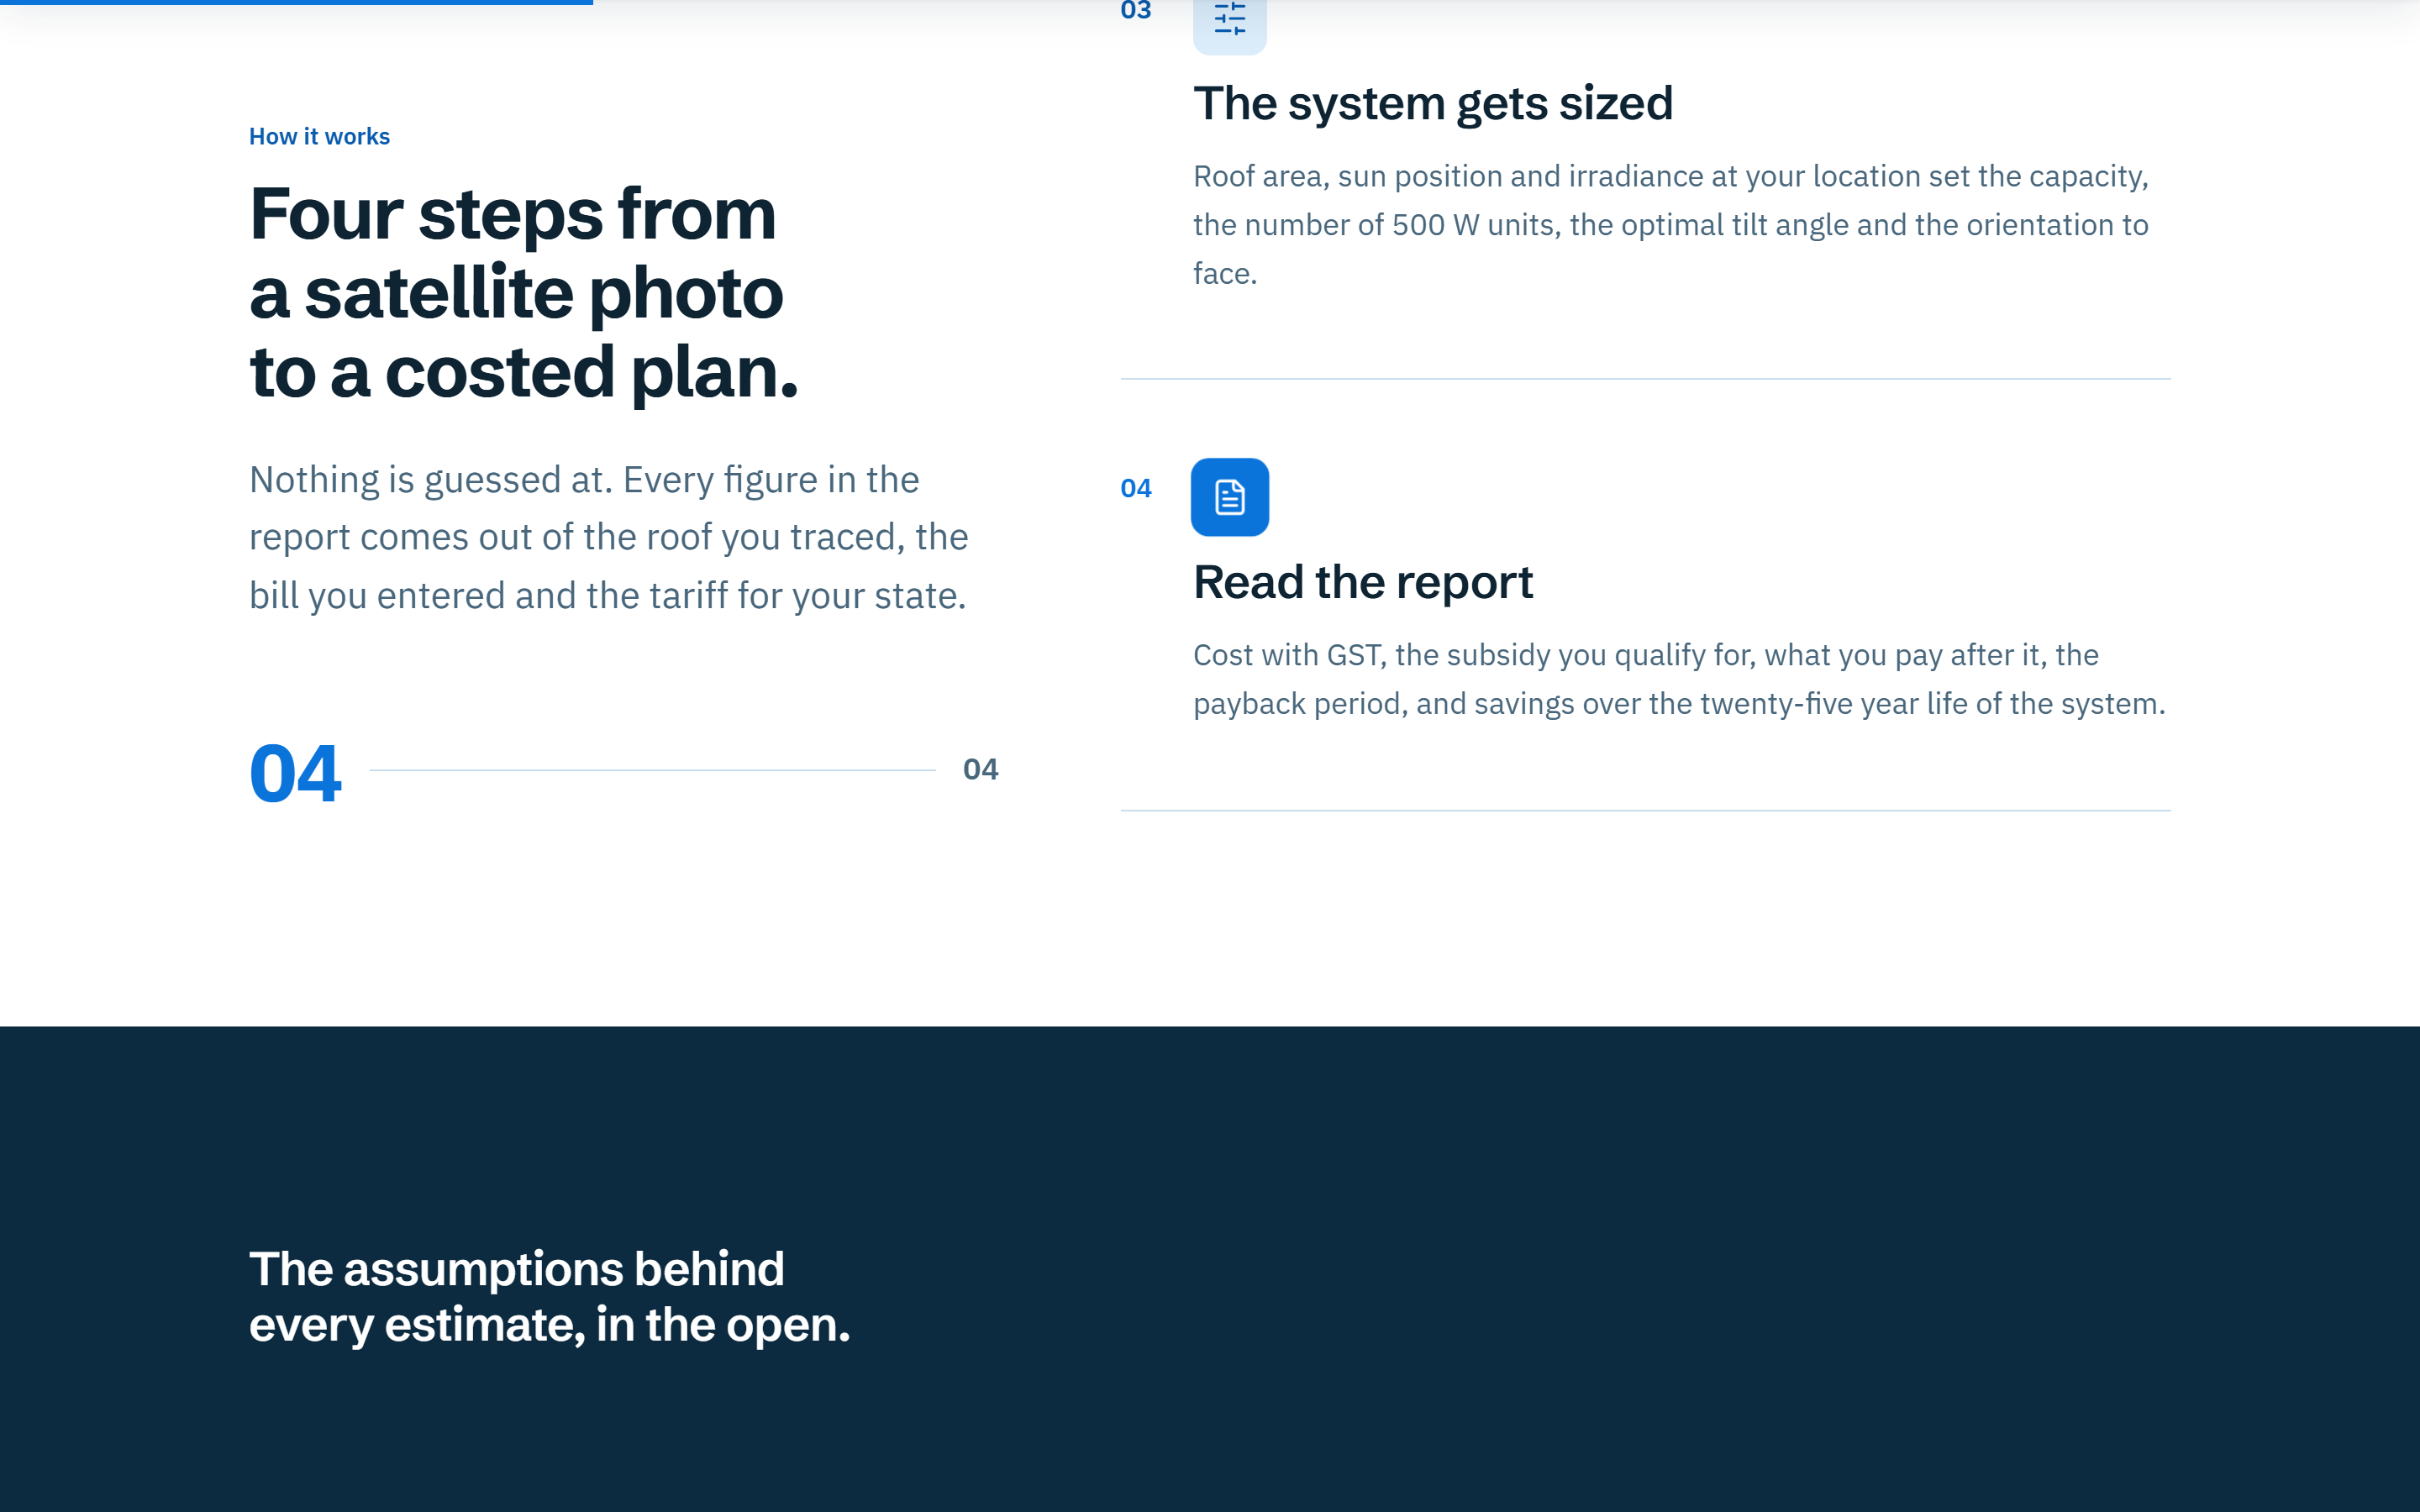 How it works
Four steps from
a satellite photo
to a costed plan.
Nothing is guessed at. Every figure in the
report comes out of the roof you traced, the
bill you entered and the tariff for your state.
04
04
03
The system gets sized
Roof area, sun position and irradiance at your location set the capacity,
the number of 500 W units, the optimal tilt angle and the orientation to
face.
04
Read the report
Cost with GST, the subsidy you qualify for, what you pay after it, the
payback period, and savings over the twenty-five year life of the system.
The assumptions behind
every estimate, in the open.